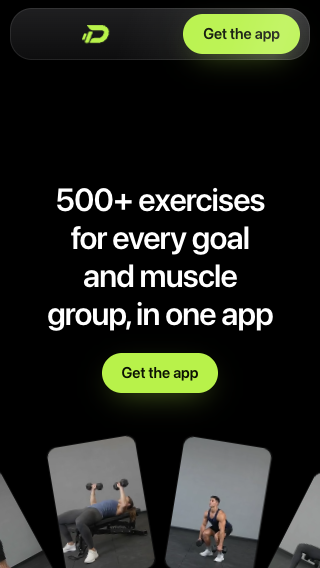 Get the app
500+ exercises
for every goal
and muscle
group, in one app
Get the app